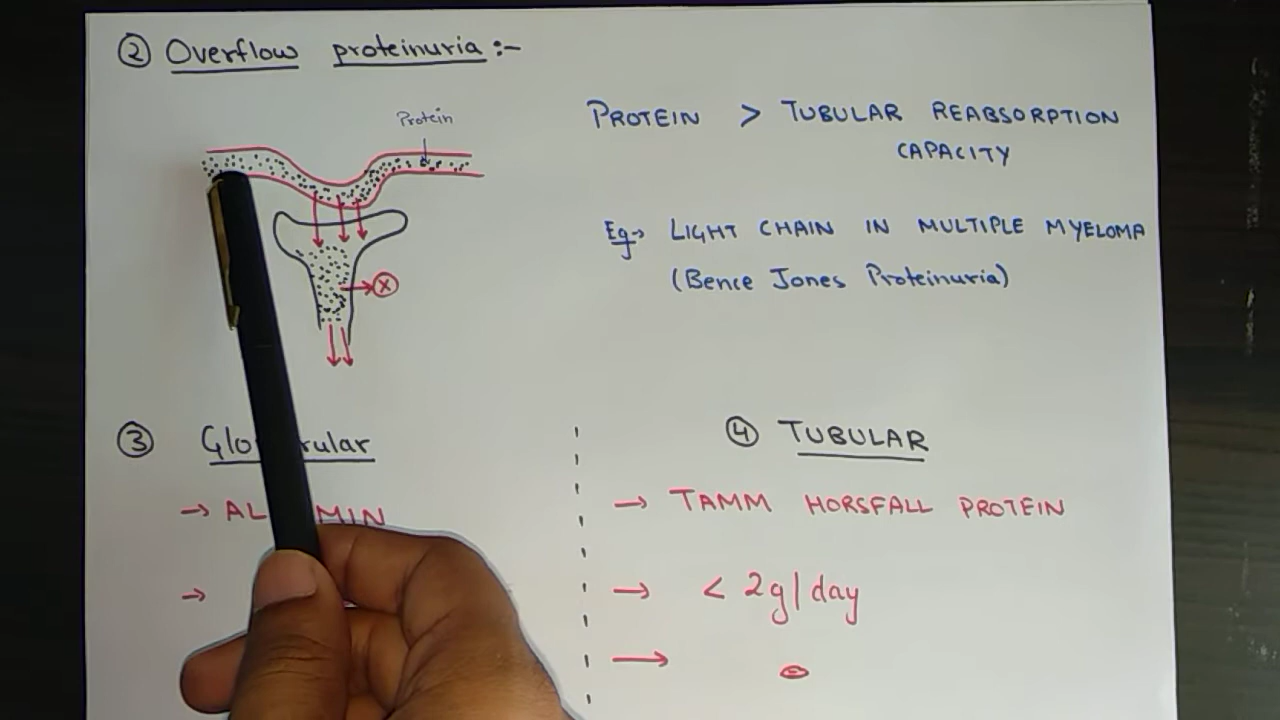 ② Overflow proteinuria :-
Protein
PROTEIN > TUBULAR REABSORPTION
CAPACITY
Eg→ LIGHT CHAIN IN MULTIPLE MYELOMA
(Bence Jones Proteinuria)
X
③
④ TUBULAR
→ TAMM HORSFALL PROTEIN
→
→ < 2g/day
→